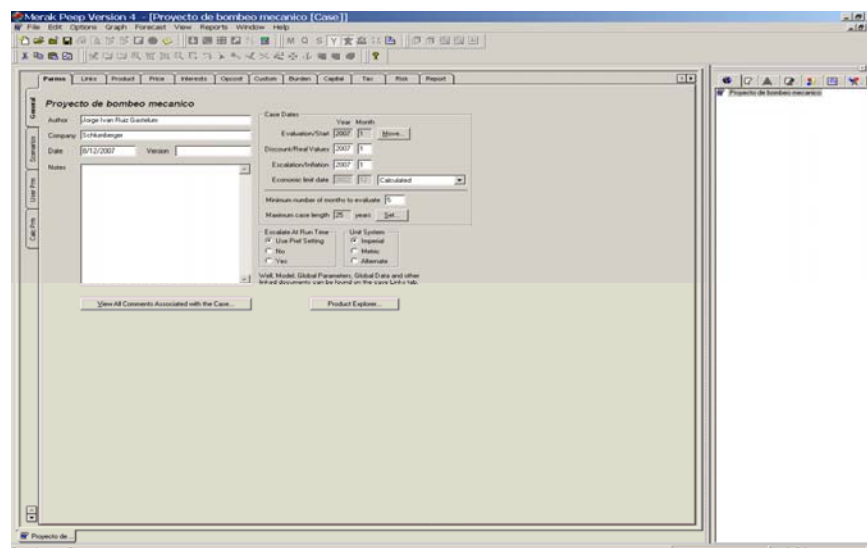 Merak Peep Version 4 - [Proyecto de bombeo mecanico [Case]]
File Edit Options Graph Forecast View Reports Window Help
M Q S Y
Parms Links Product Price Interests Opcost Custom Burden Capital Tax Risk Report
General
Scenarios
User Prm
Calc Prm
Proyecto de bombeo mecanico
Author Jorge Ivan Ruiz Gastelum
Company Schlumberger
Date 8/12/2007 Version
Notes
View All Comments Associated with the Case...
Case Dates
Year Month
Evaluation/Start 2007 1 Move...
Discount/Real Values 2007 1
Escalation/Inflation 2007 1
Economic limit date 2022 12 Calculated
Minimum number of months to evaluate 5
Maximum case length 25 years Set...
Escalate At Run Time
Use Pref Setting
No
Yes
Unit System
Imperial
Metric
Alternate
Well, Model, Global Parameters, Global Data and other
linked documents can be found on the case Links tab.
Product Explorer...
Proyecto de bombeo mecanico
Proyecto de ...